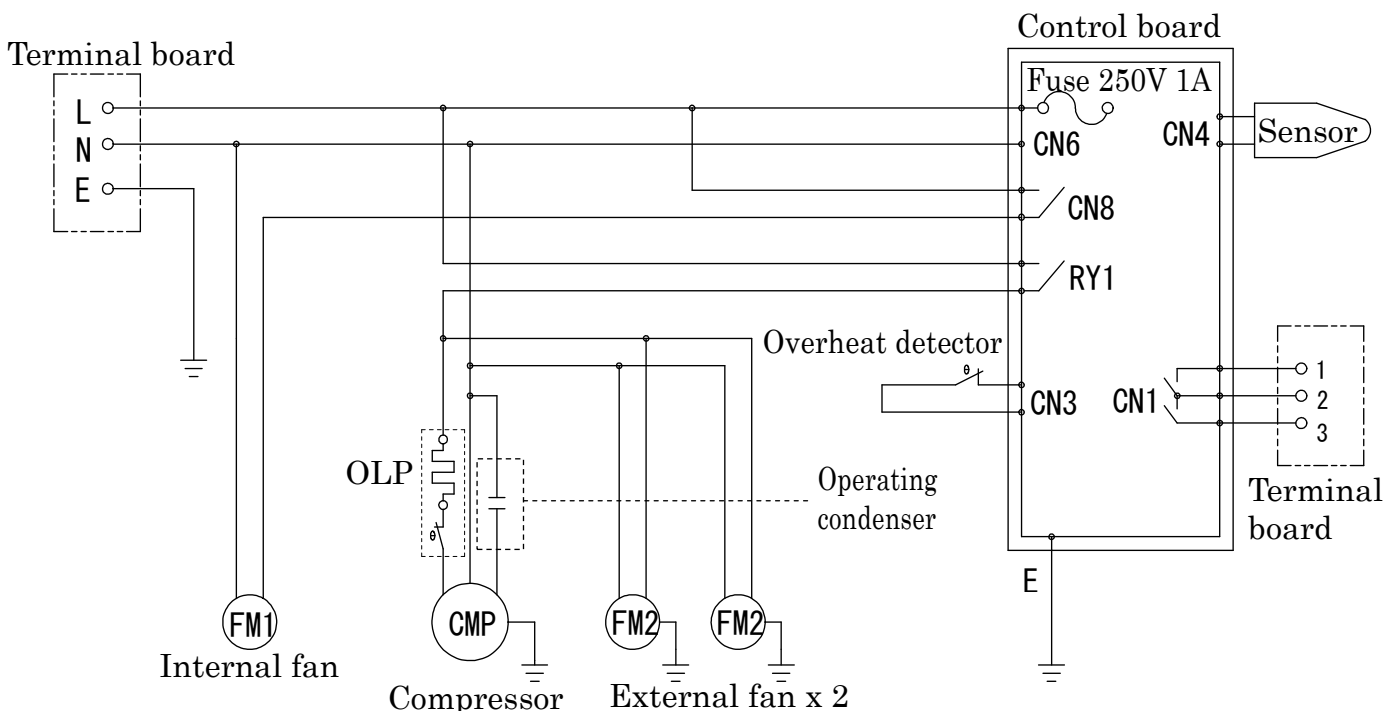 Control board
Terminal board
Fuse 250V 1A
L
N
E
CN6
CN4
Sensor
CN8
RY1
Overheat detector
θ
CN3
CN1
1
2
3
OLP
θ
Operating
condenser
Terminal
board
E
FM1
CMP
FM2
FM2
Internal fan
Compressor
External fan x 2